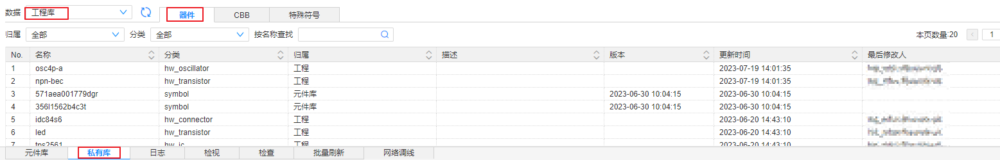 数据 工程库 器件 CBB 特殊符号
归属 全部 分类 全部 按名称查找 本页数量:20 < 1
No. 名称 分类 归属 描述 版本 更新时间 最后修改人
1 osc4p-a hw_oscillator 工程 2023-07-19 14:01:35
2 npn-bec hw_transistor 工程 2023-07-19 14:01:35
3 571aea001779dgr symbol 元件库 2023-06-30 10:04:15 2023-06-30 10:04:15
4 356l1562b4c3t symbol 元件库 2023-06-30 10:04:15 2023-06-30 10:04:15
5 idc84s6 hw_connector 工程 2023-06-20 14:43:10
6 led hw_transistor 工程 2023-06-20 14:43:10
7 tps2561 hw_ic 工程 2023-06-20 14:43:10
元件库 私有库 日志 检视 检查 批量刷新 网络调线